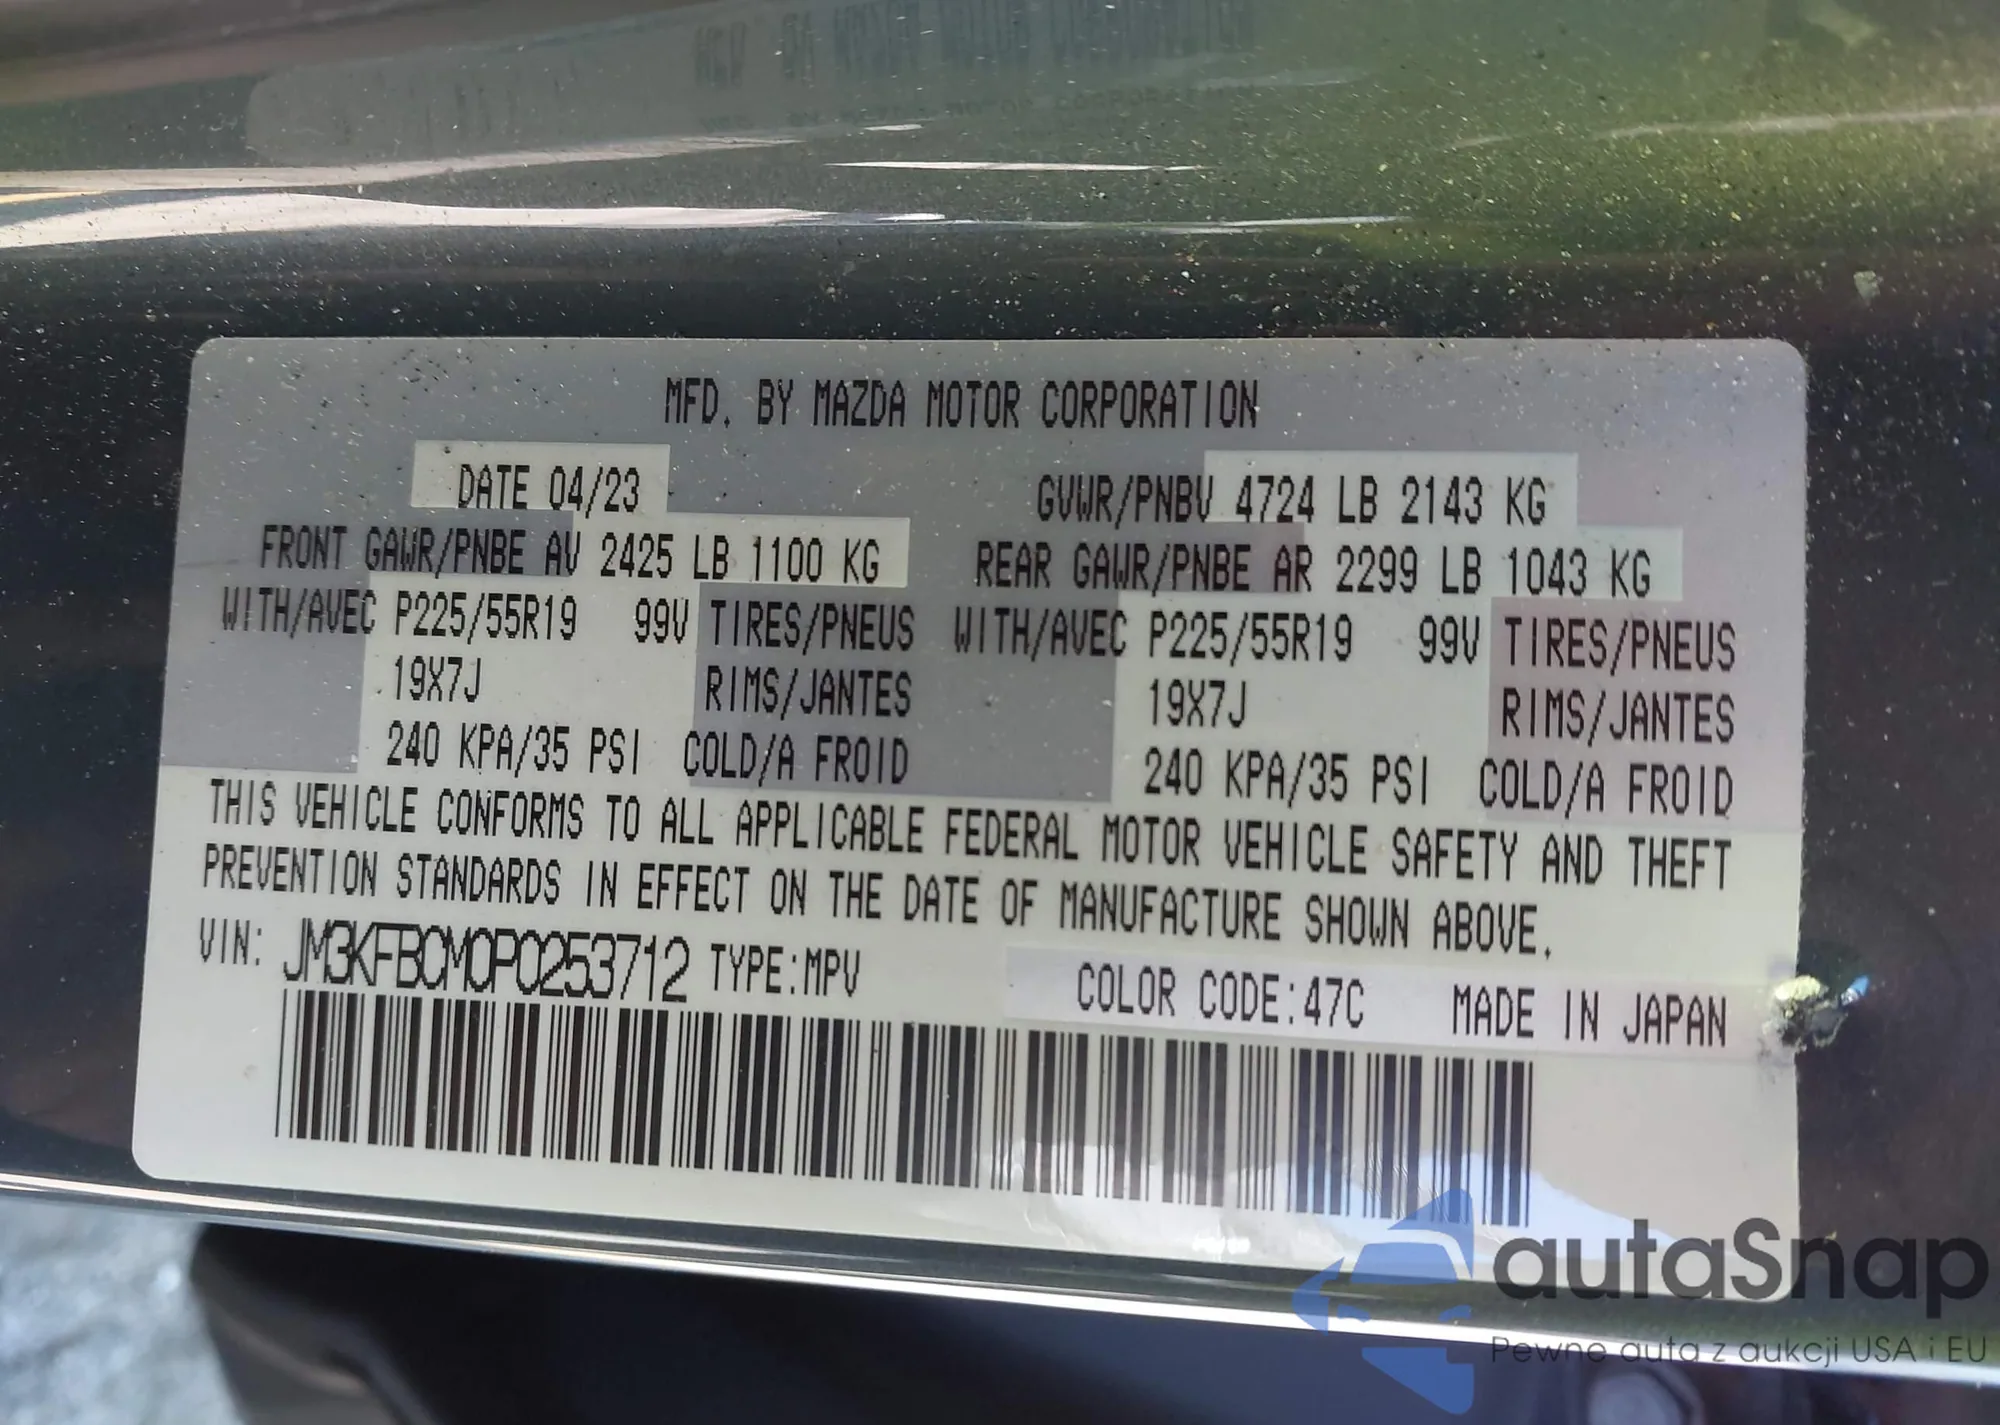 MFD. BY MAZDA MOTOR CORPORATION
DATE 04/23 GVWR/PNBV 4724 LB 2143 KG
FRONT GAWR/PNBE AV 2425 LB 1100 KG REAR GAWR/PNBE AR 2299 LB 1043 KG
WITH/AVEC P225/55R19 99V TIRES/PNEUS WITH/AVEC P225/55R19 99V TIRES/PNEUS
19X7J RIMS/JANTES 19X7J RIMS/JANTES
240 KPA/35 PSI COLD/A FROID 240 KPA/35 PSI COLD/A FROID
THIS VEHICLE CONFORMS TO ALL APPLICABLE FEDERAL MOTOR VEHICLE SAFETY AND THEFT
PREVENTION STANDARDS IN EFFECT ON THE DATE OF MANUFACTURE SHOWN ABOVE.
VIN: JM3KFBCM0P0253712 TYPE:MPV COLOR CODE:47C MADE IN JAPAN
autaSnap
Pewne auta z aukcji USA i EU